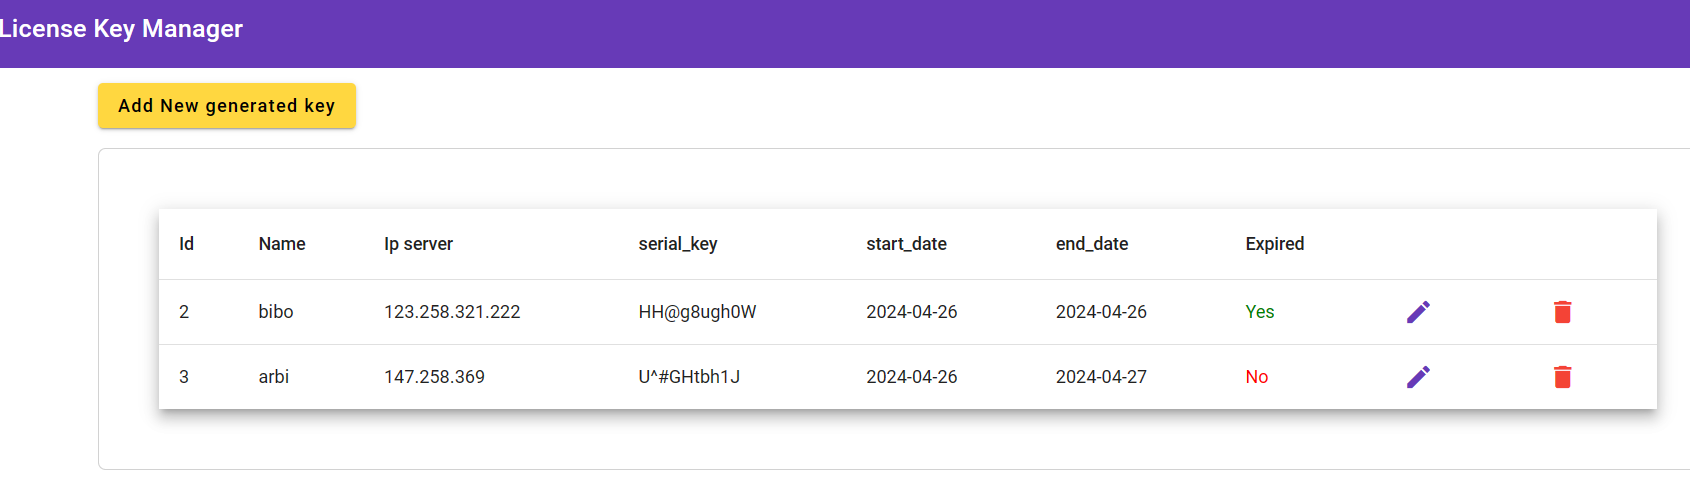 License Key Manager
Add New generated key
Id Name Ip server serial_key start_date end_date Expired
2 bibo 123.258.321.222 HH@g8ugh0W 2024-04-26 2024-04-26 Yes
3 arbi 147.258.369 U^#GHtbh1J 2024-04-26 2024-04-27 No